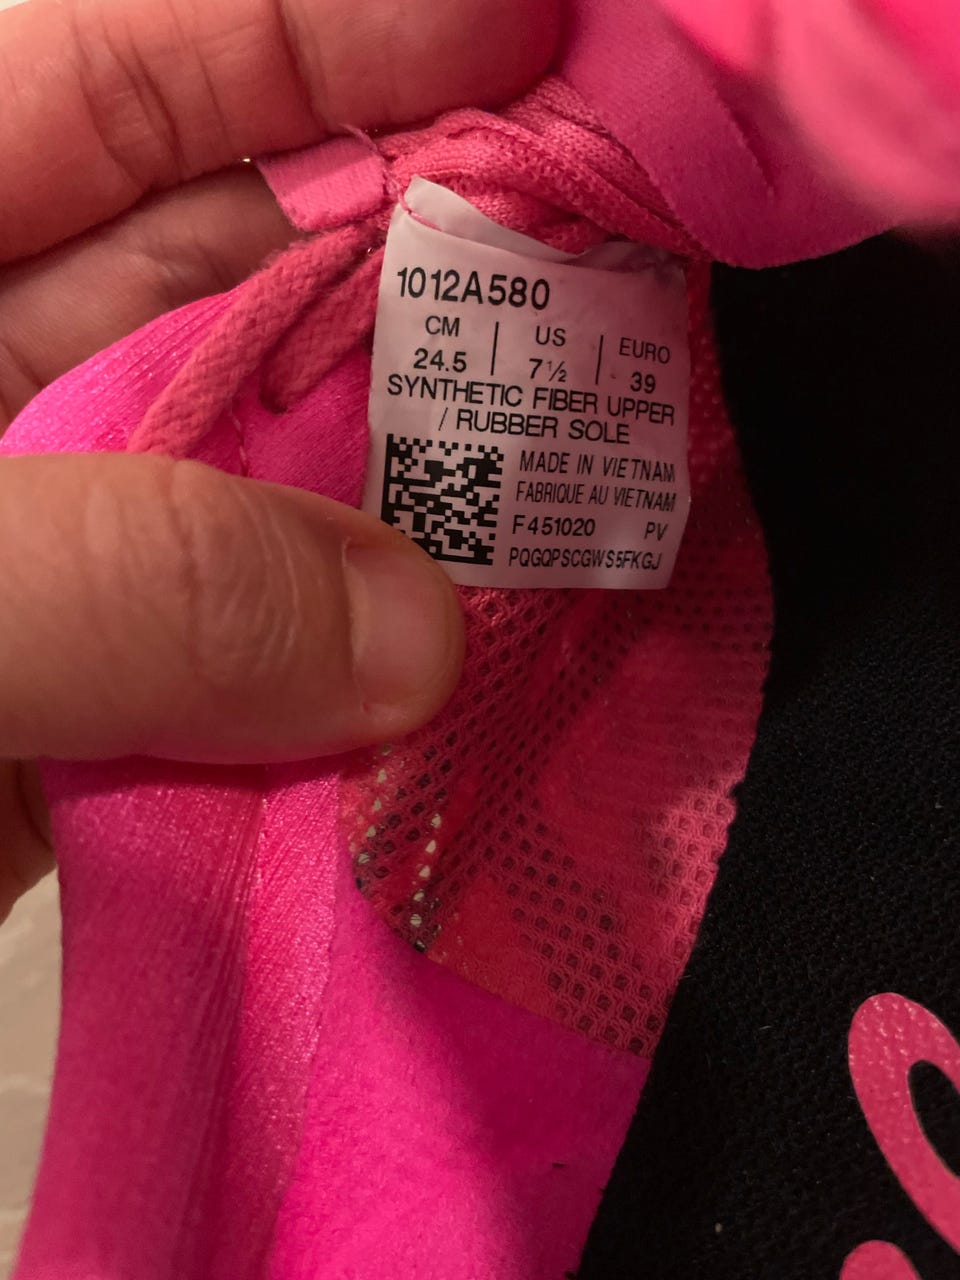 1012A580
CM | US | EURO
24.5 | 7½ | 39
SYNTHETIC FIBER UPPER
/ RUBBER SOLE
MADE IN VIETNAM
FABRIQUE AU VIETNAM
F451020 PV
PQGQPSCGWS5FKGJ